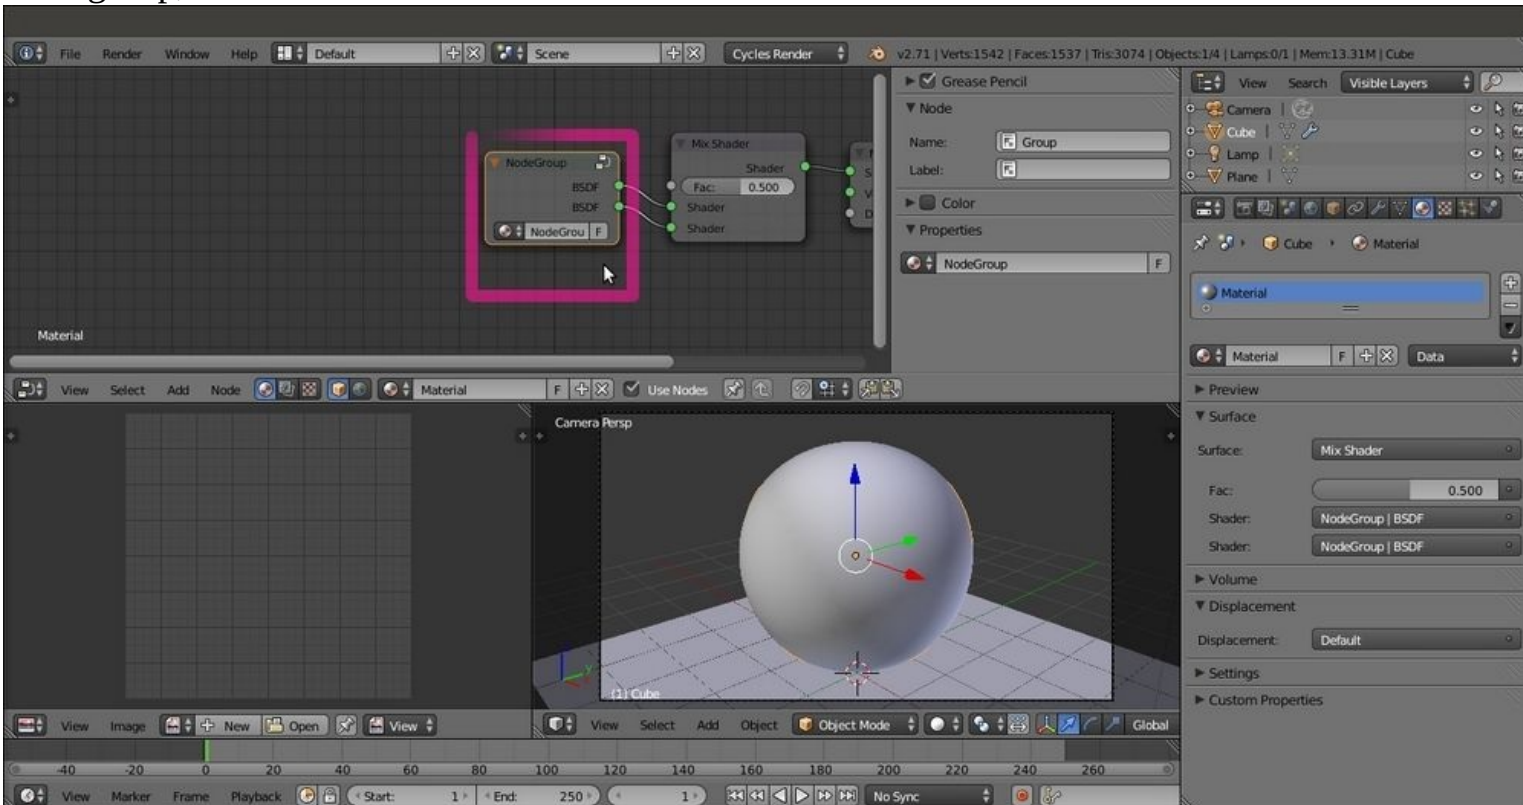 File Render Window Help Default Scene Cycles Render v2.71 | Verts:1542 | Faces:1537 | Tris:3074 | Objects:1/4 | Lamps:0/1 | Mem:13.31M | Cube
NodeGroup
BSDF
BSDF
NodeGrou F
Mix Shader
Shader
Fac: 0.500
Shader
Shader
Material
Grease Pencil
Node
Name: Group
Label:
Color
Properties
NodeGroup F
View Search Visible Layers
Camera
Cube
Lamp
Plane
Cube Material
Material
Material F Data
Preview
Surface
Surface: Mix Shader
Fac: 0.500
Shader: NodeGroup | BSDF
Shader: NodeGroup | BSDF
Volume
Displacement
Displacement: Default
Settings
Custom Properties
View Select Add Node Material F Use Nodes
Camera Persp
(1) Cube
View Image New Open View
View Select Add Object Object Mode Global
-40 -20 0 20 40 60 80 100 120 140 160 180 200 220 240 260
View Marker Frame Playback Start: 1 End: 250 1 No Sync